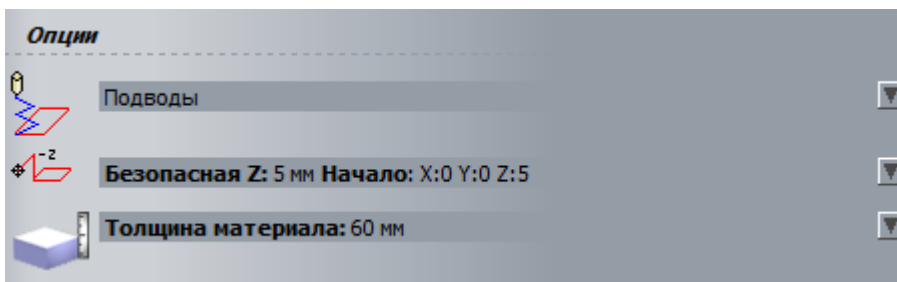 Опции
Подводы
-z
Безопасная Z: 5 мм Начало: X:0 Y:0 Z:5
Толщина материала: 60 мм